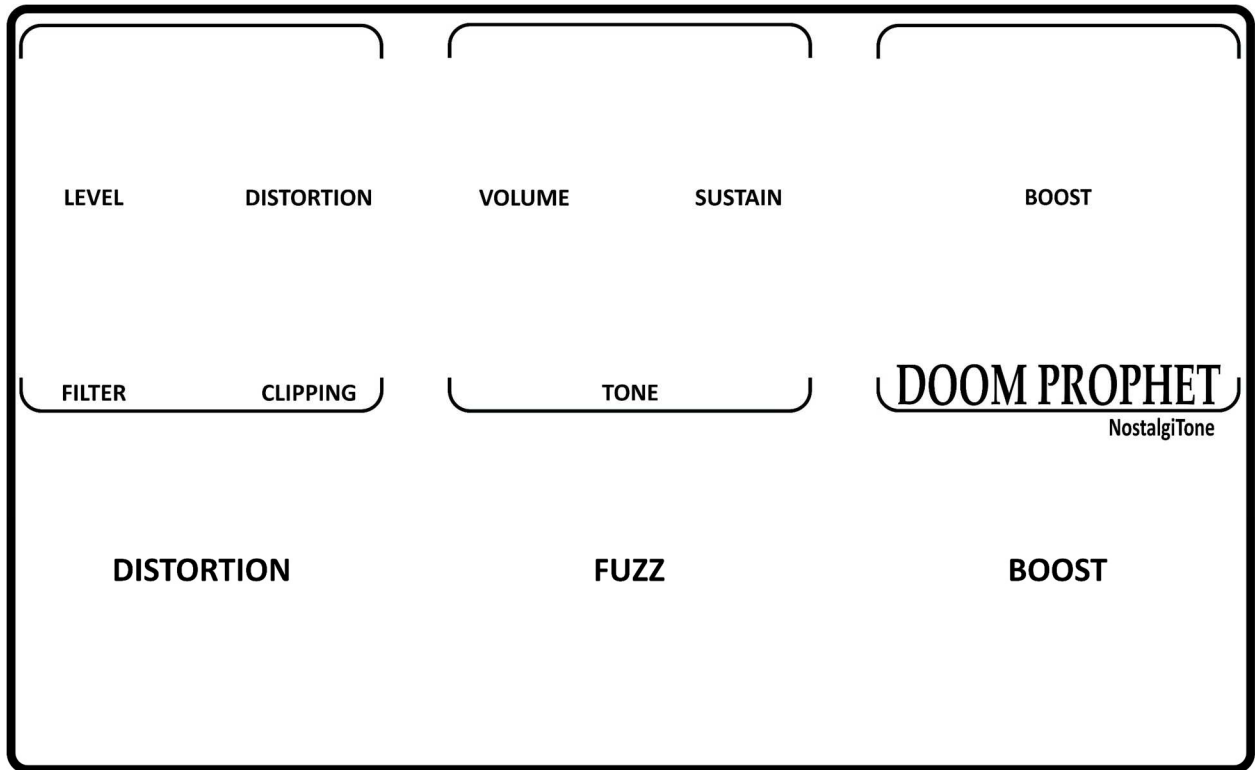 LEVEL DISTORTION VOLUME SUSTAIN BOOST
FILTER CLIPPING TONE DOOM PROPHET
NostalgiTone
DISTORTION FUZZ BOOST